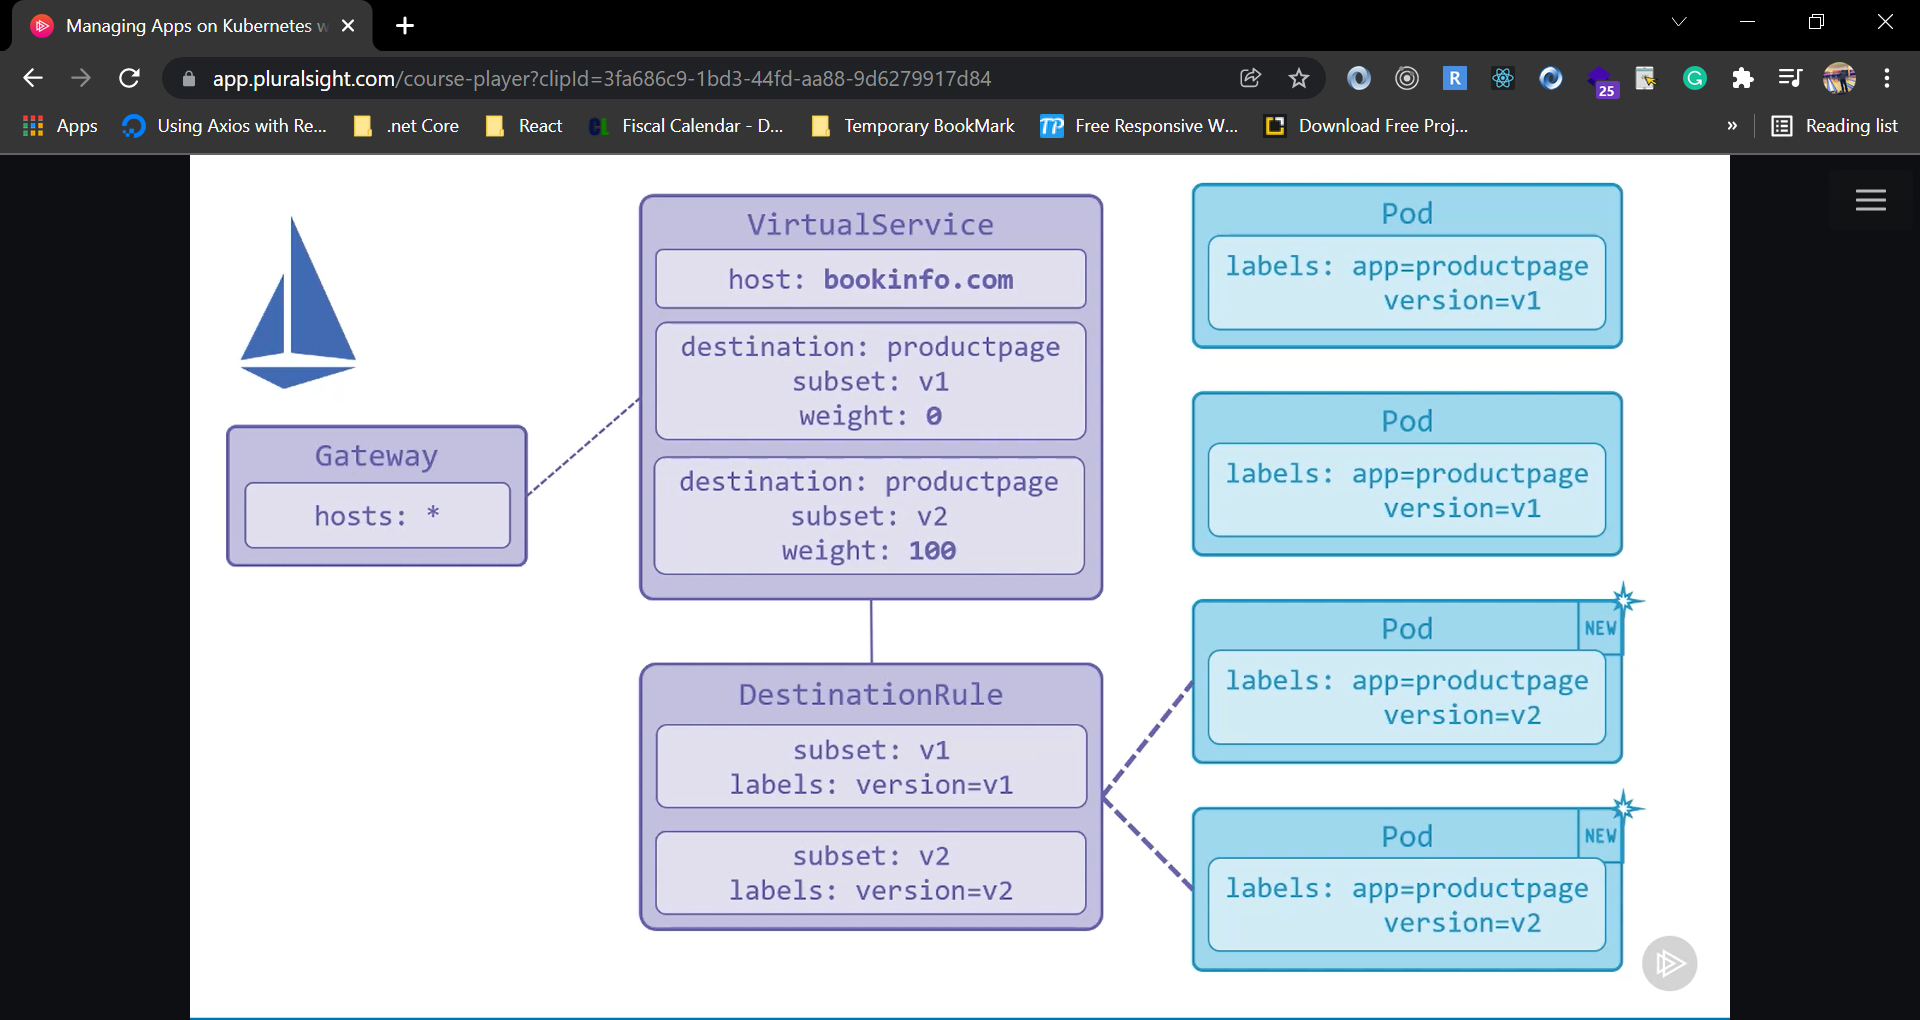 Managing Apps on Kubernetes w
app.pluralsight.com/course-player?clipId=3fa686c9-1bd3-44fd-aa88-9d6279917d84
R
25
G
Apps
Using Axios with Re...
.net Core
React
CL
Fiscal Calendar - D...
Temporary BookMark
TP
Free Responsive W...
Download Free Proj...
»
Reading list
Gateway
hosts: *
VirtualService
host: bookinfo.com
destination: productpage
subset: v1
weight: 0
destination: productpage
subset: v2
weight: 100
DestinationRule
subset: v1
labels: version=v1
subset: v2
labels: version=v2
Pod
labels: app=productpage
version=v1
Pod
labels: app=productpage
version=v1
Pod
NEW
labels: app=productpage
version=v2
Pod
NEW
labels: app=productpage
version=v2